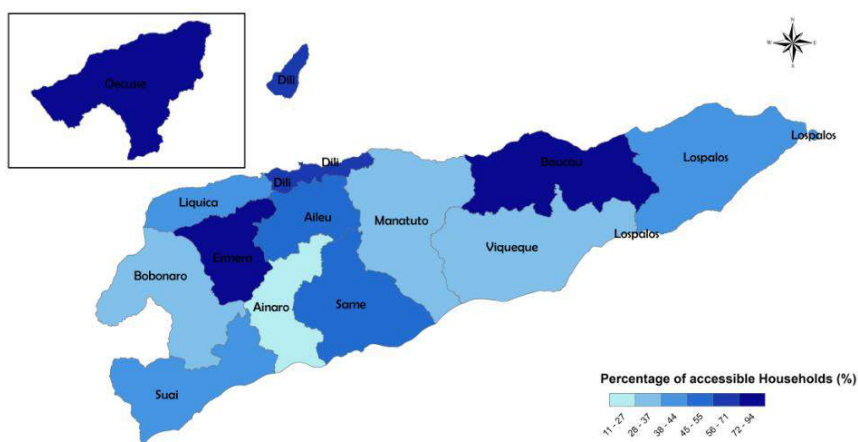 N
W E
S
Oecusse
Dili
Dili
Dili
Baucau
Lospalos
Lospalos
Liquica
Aileu
Manatuto
Ermera
Viqueque
Lospalos
Bobonaro
Ainaro
Same
Suai
Percentage of accessible Households (%)
11 - 27
28 - 37
38 - 44
45 - 55
56 - 71
72 - 94